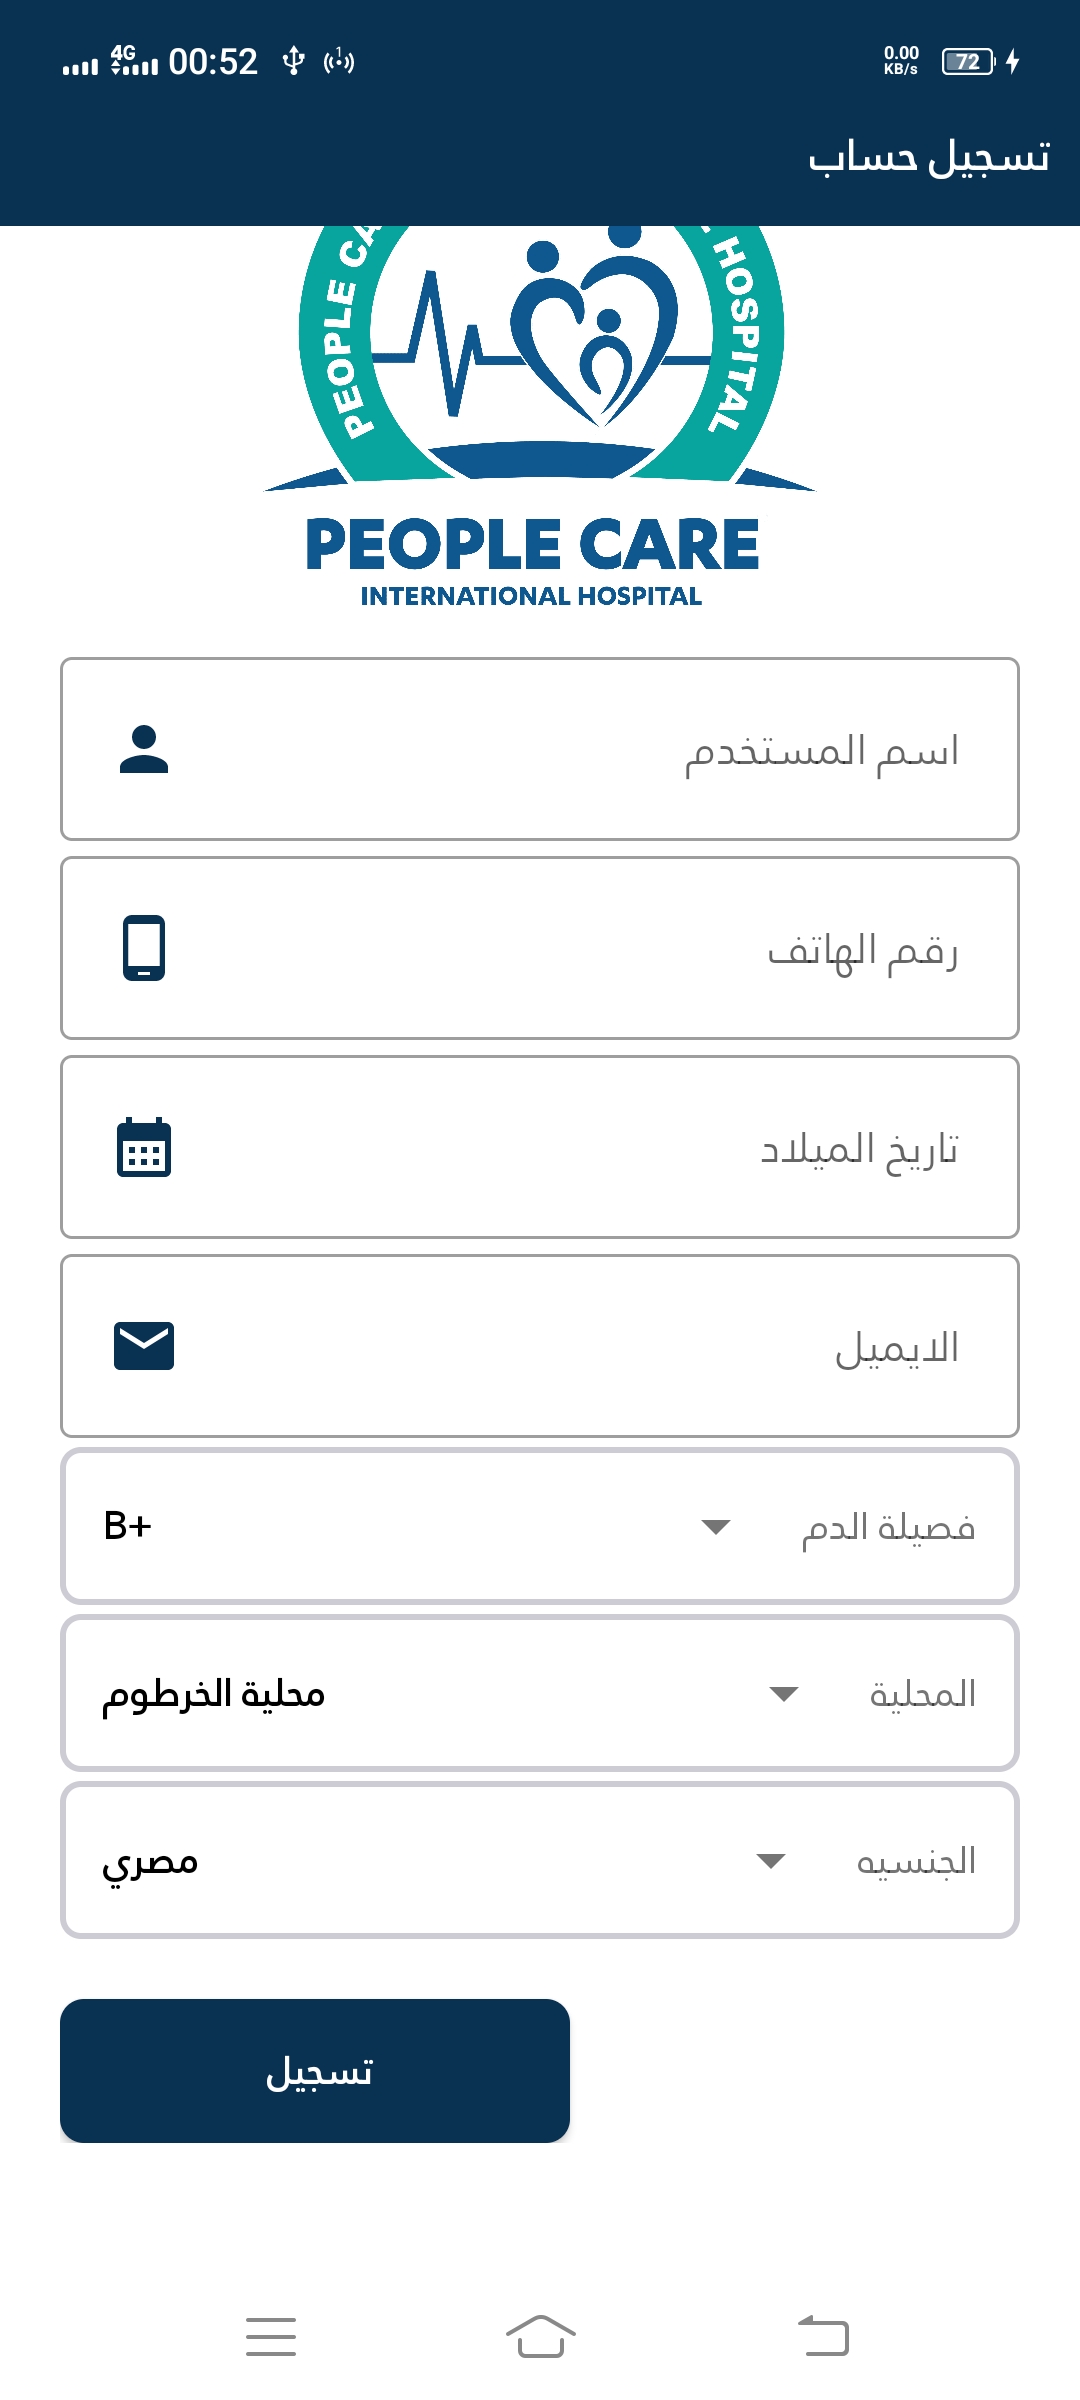 4G 00:52 1 0.00 KB/s 72
تسجيل حساب
PEOPLE CA HOSPITAL
PEOPLE CARE
INTERNATIONAL HOSPITAL
اسم المستخدم
رقم الهاتف
تاريخ الميلاد
الايميل
فصيلة الدم B+
المحلية محلية الخرطوم
الجنسيه مصري
تسجيل